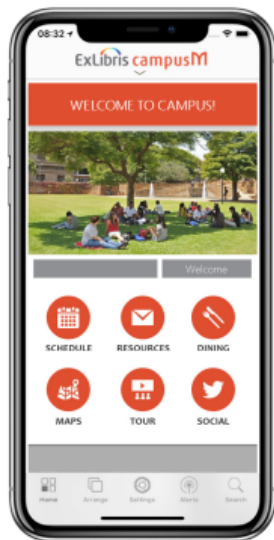 08:32
ExLibris campusM
WELCOME TO CAMPUS!
Welcome
SCHEDULE RESOURCES DINING
MAPS TOUR SOCIAL
Home Arrange Settings Alerts Search